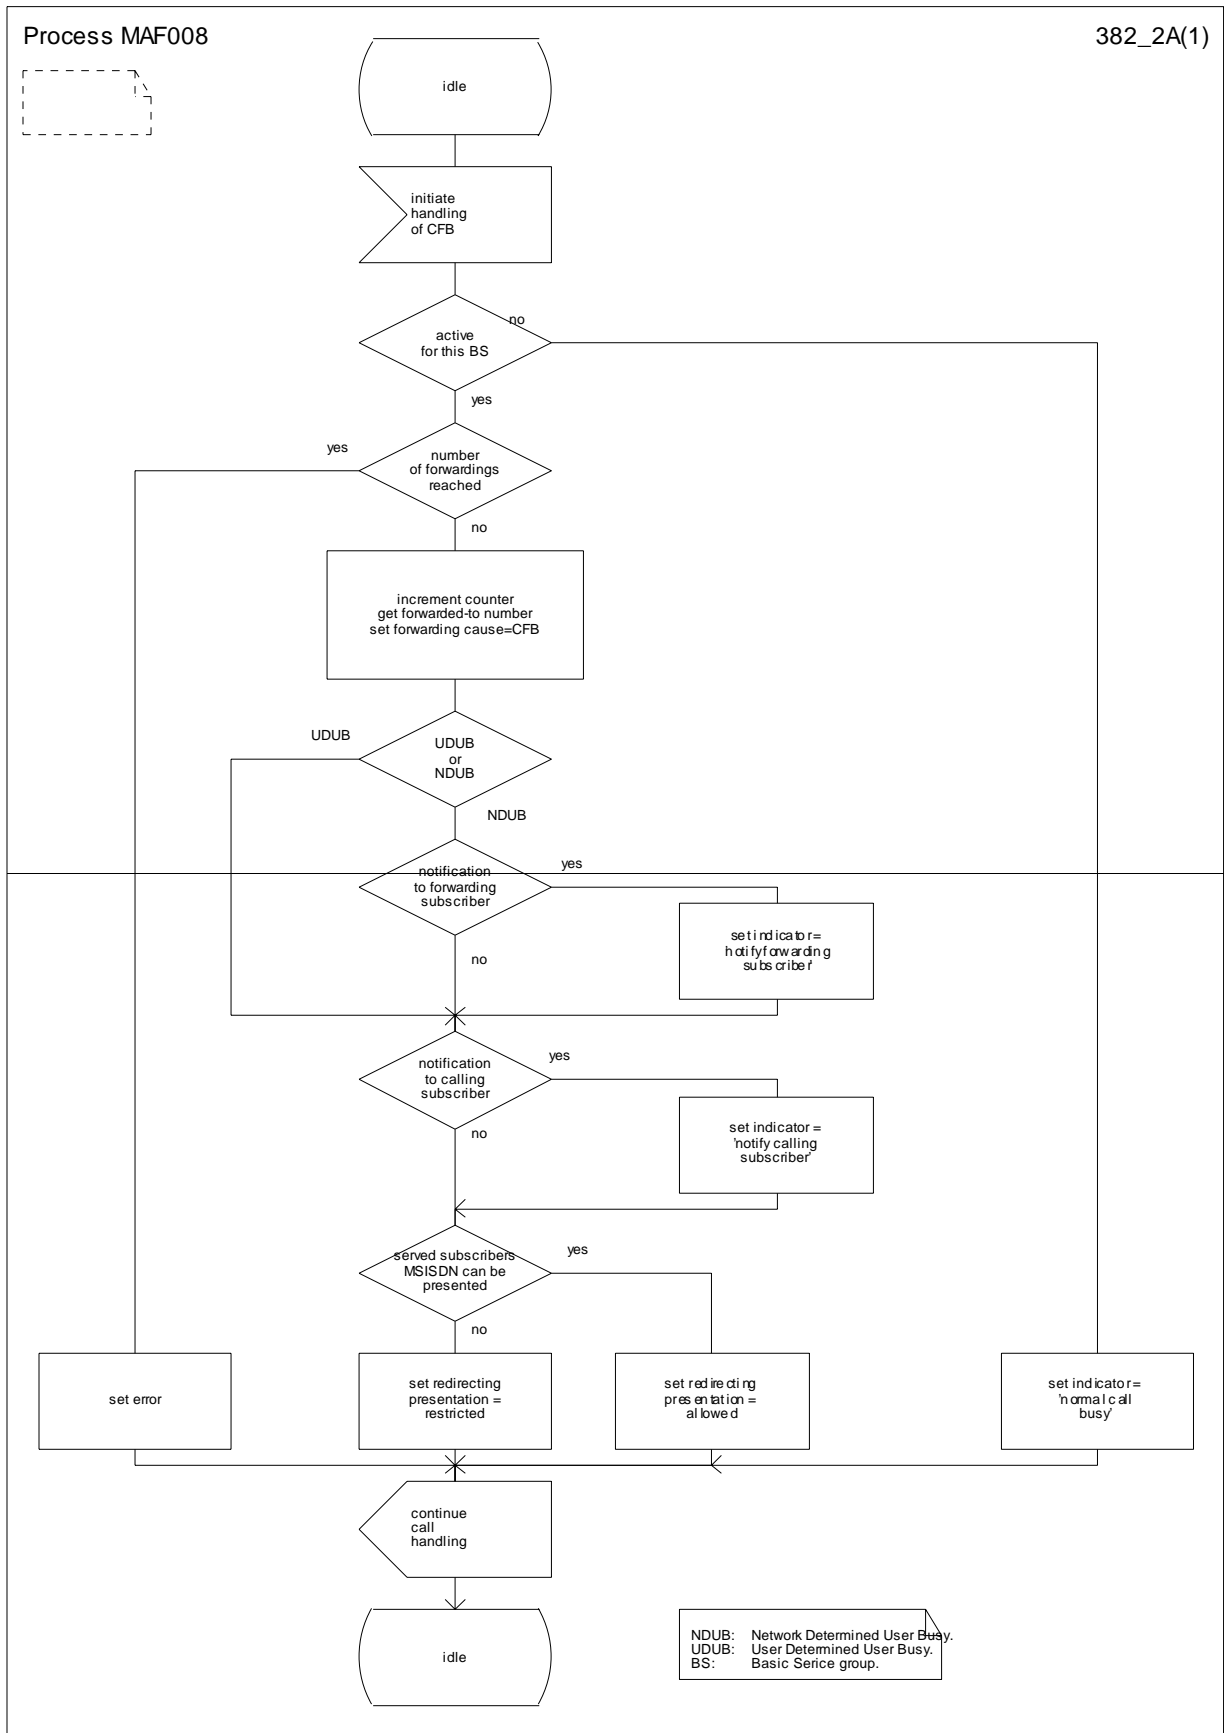 Process MAF008
382_2A(1)
idle
initiate
handling
of CFB
active
for this BS
no
yes
number
of forwardings
reached
yes
no
increment counter
get forwarded-to number
set forwarding cause=CFB
UDUB
or
NDUB
UDUB
NDUB
notification
to forwarding
subscriber
yes
no
set indicator=
'notify forwarding
subscriber'
notification
to calling
subscriber
yes
no
set indicator =
'notify calling
subscriber'
served subscribers
MSISDN can be
presented
yes
no
set error
set redirecting
presentation =
restricted
set redirecting
presentation =
allowed
set indicator=
'normal call
busy'
continue
call
handling
idle
NDUB: Network Determined User Busy.
UDUB: User Determined User Busy.
BS: Basic Serice group.